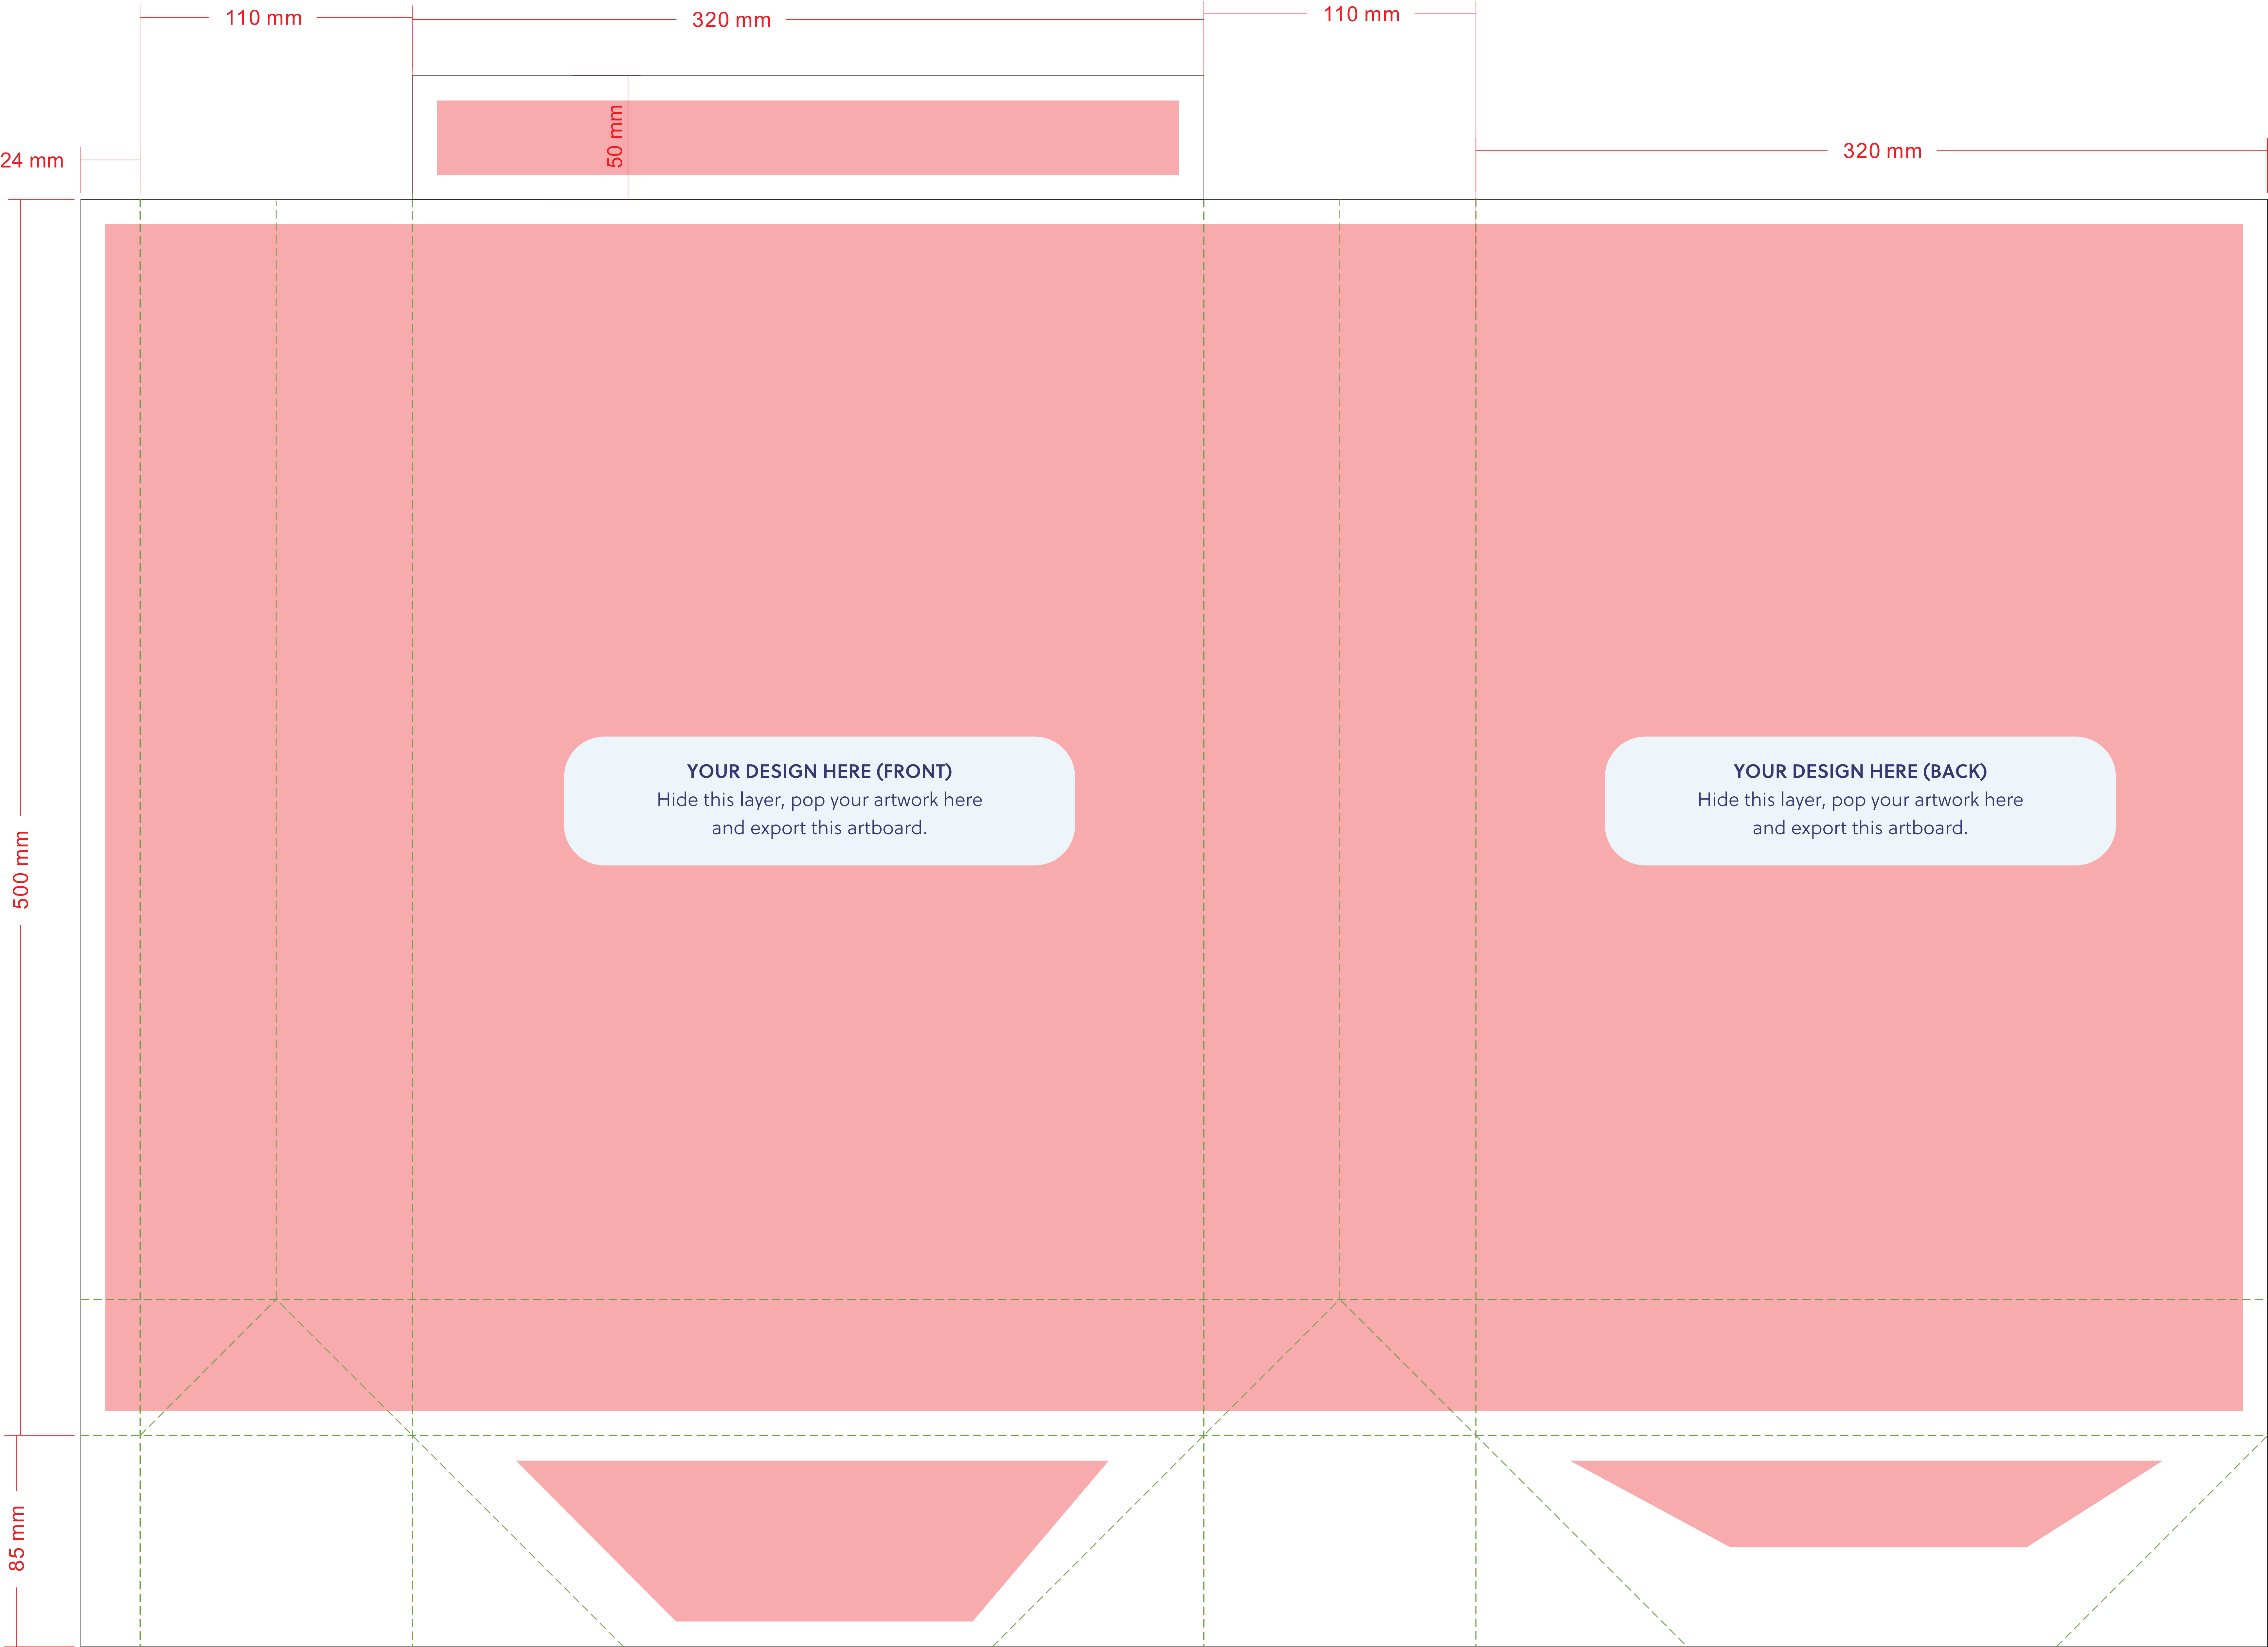 110 mm
320 mm
110 mm
50 mm
24 mm
320 mm
YOUR DESIGN HERE (FRONT)
Hide this layer, pop your artwork here
and export this artboard.
YOUR DESIGN HERE (BACK)
Hide this layer, pop your artwork here
and export this artboard.
500 mm
85 mm